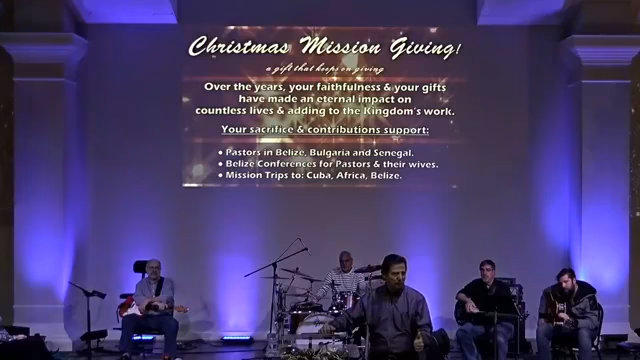 Christmas Mission Giving!
a gift that keeps on giving
Over the years, your faithfulness & your gifts
have made an eternal impact on
countless lives & adding to the Kingdom's work.
Your sacrifice & contributions support:
• Pastors in Belize, Bulgaria and Senegal.
• Belize Conferences for Pastors & their wives.
• Mission Trips to: Cuba, Africa, Belize.